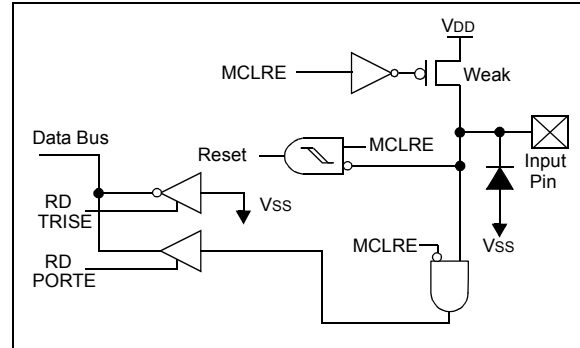 VDD
MCLRE
Weak
Data Bus
Reset
MCLRE
Input
Pin
RD
TRISE
VSS
VSS
MCLRE
RD
PORTE